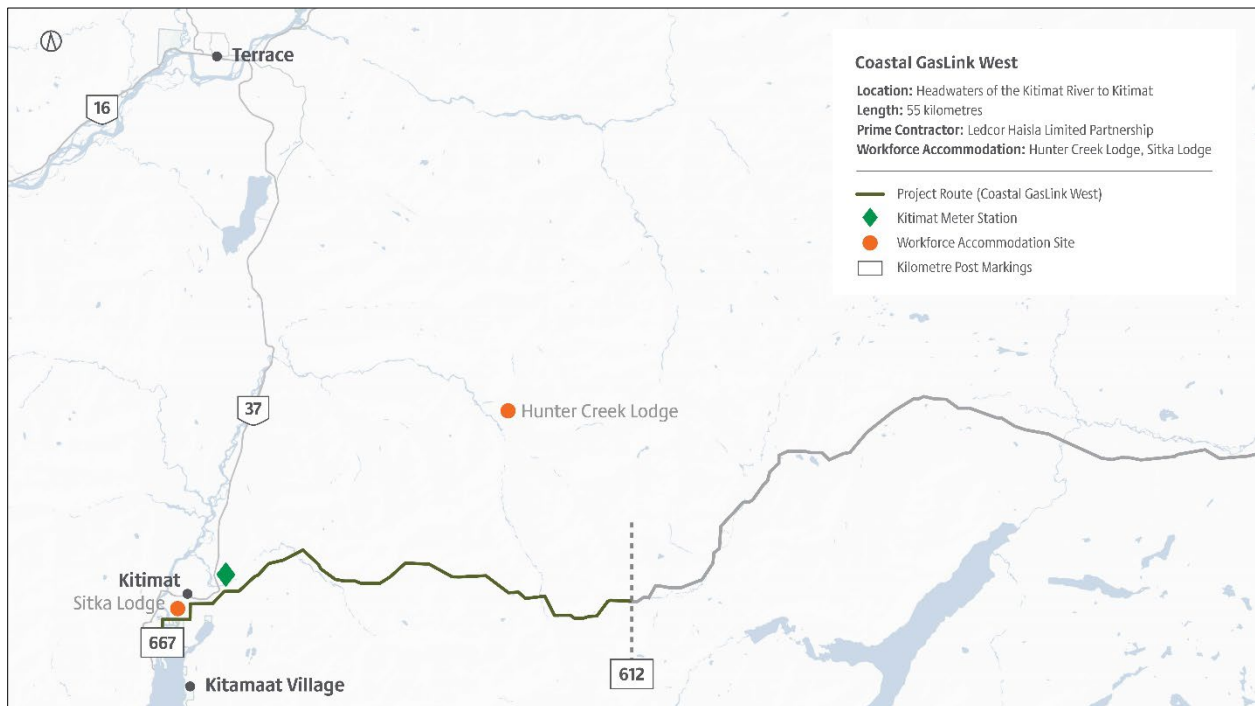 Terrace
16
Coastal GasLink West
Location: Headwaters of the Kitimat River to Kitimat
Length: 55 kilometres
Prime Contractor: Ledcor Haisla Limited Partnership
Workforce Accommodation: Hunter Creek Lodge, Sitka Lodge
Project Route (Coastal GasLink West)
Kitimat Meter Station
Workforce Accommodation Site
Kilometre Post Markings
37
Hunter Creek Lodge
Kitimat
Sitka Lodge
667
612
Kitamaat Village